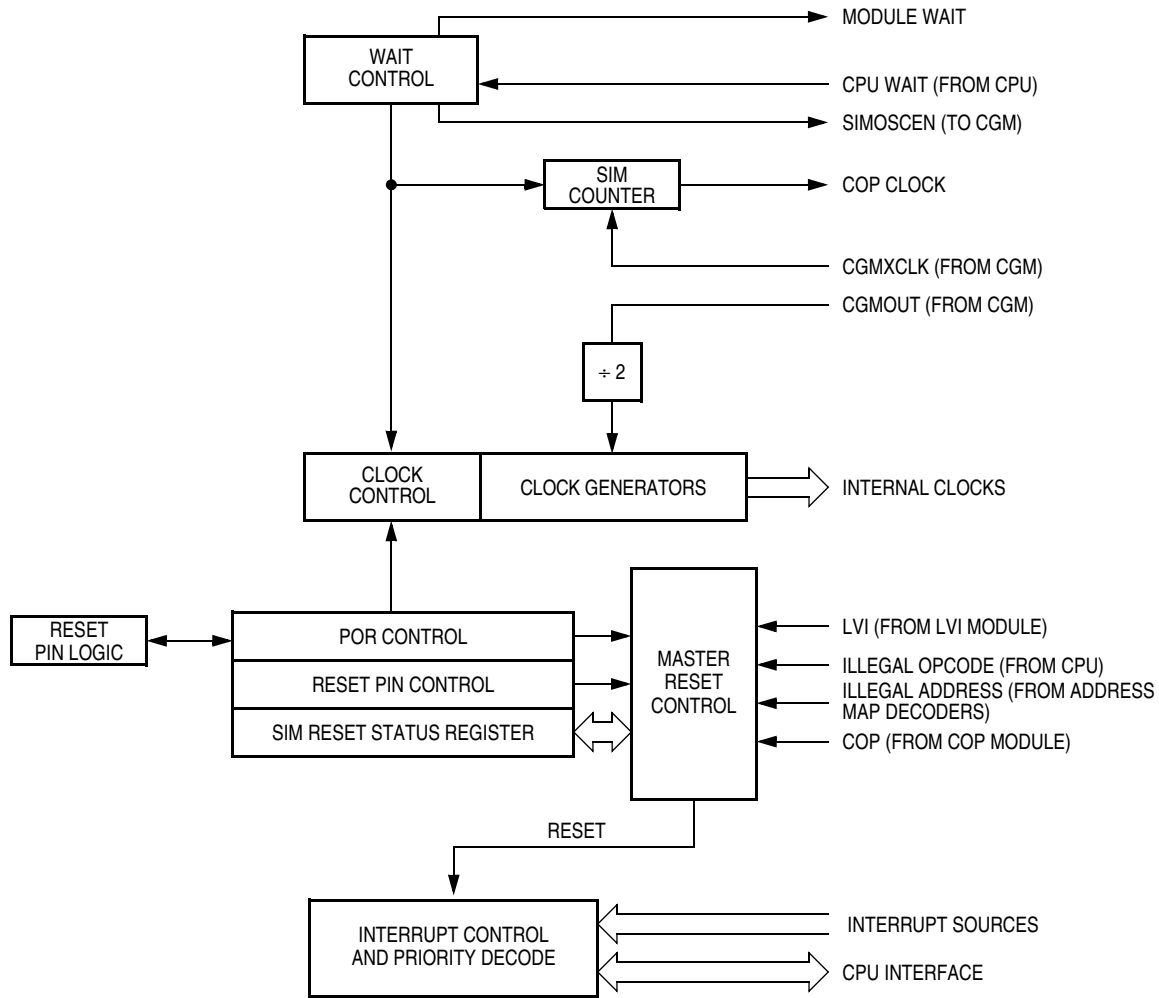 MODULE WAIT
WAIT
CONTROL
CPU WAIT (FROM CPU)
SIMOSCEN (TO CGM)
SIM
COUNTER
COP CLOCK
CGMXCLK (FROM CGM)
CGMOUT (FROM CGM)
÷ 2
CLOCK
CONTROL
CLOCK GENERATORS
INTERNAL CLOCKS
RESET
PIN LOGIC
POR CONTROL
RESET PIN CONTROL
SIM RESET STATUS REGISTER
MASTER
RESET
CONTROL
LVI (FROM LVI MODULE)
ILLEGAL OPCODE (FROM CPU)
ILLEGAL ADDRESS (FROM ADDRESS
MAP DECODERS)
COP (FROM COP MODULE)
RESET
INTERRUPT CONTROL
AND PRIORITY DECODE
INTERRUPT SOURCES
CPU INTERFACE